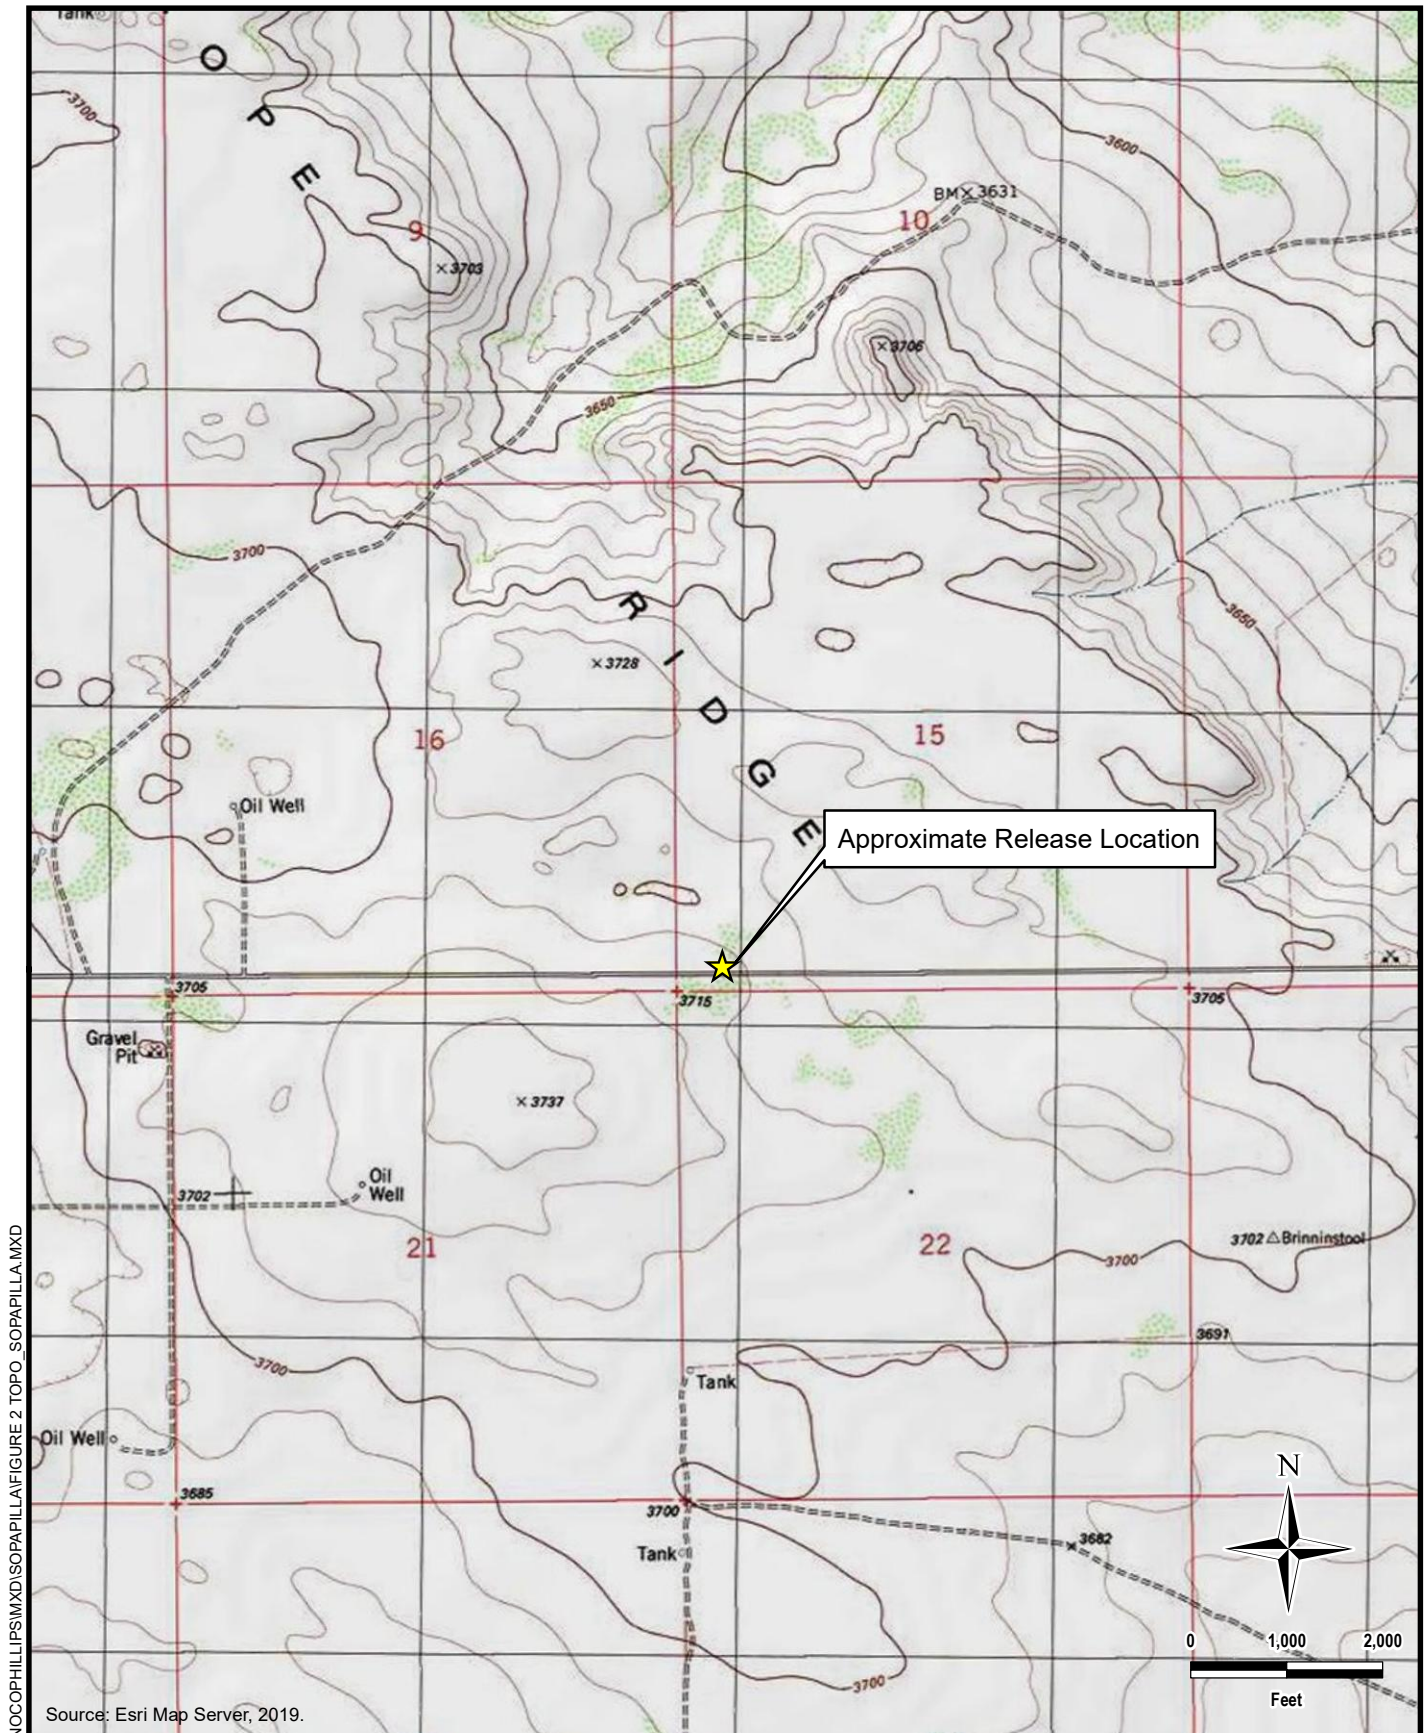 Tank
O
P
E
3700
3600
BM 3631
10
9
3703
3706
3650
3700
R
I
D
G
E
3650
3728
16
15
Oil Well
Approximate Release Location
3705
3715
3705
Gravel
Pit
3737
Oil
Well
3702
21
22
3702 Brinninstool
3700
3691
3700
Tank
Oil Well
N
3685
3700
3682
Tank
0 1,000 2,000
Feet
3700
Source: Esri Map Server, 2019.
NOCOPHILLIPS\MXD\SOPAPILLA\FIGURE 2 TOPO_SOPAPILLA.MXD